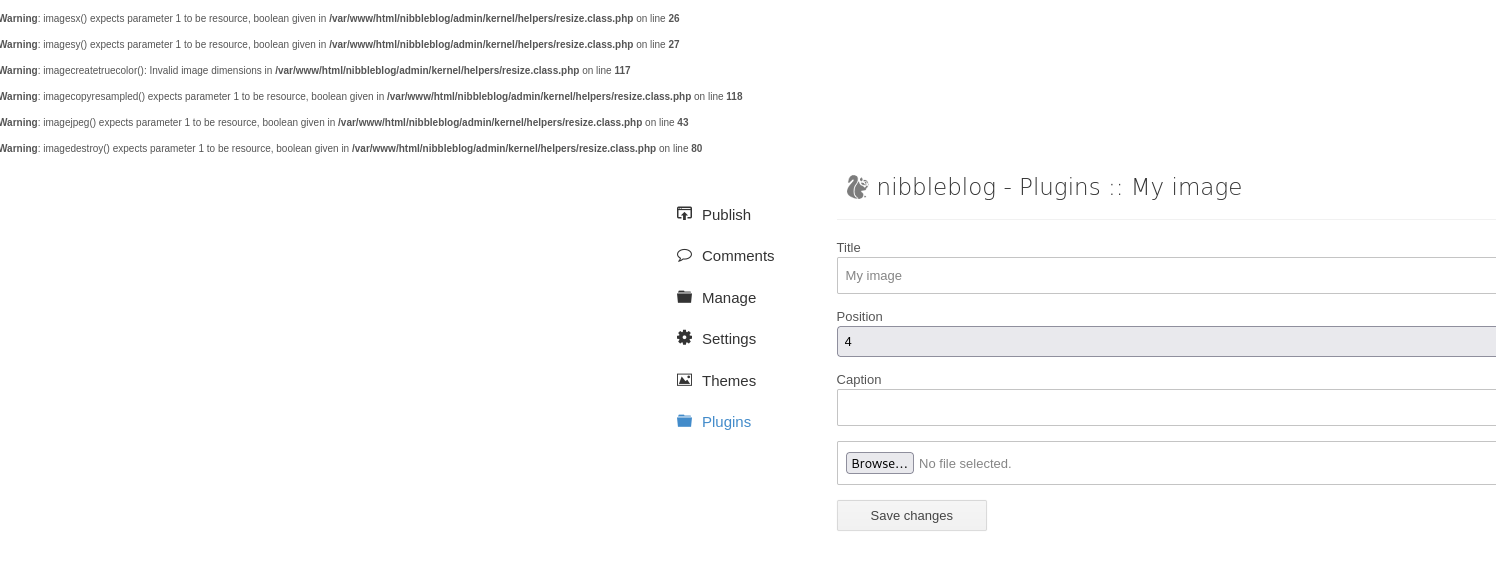 Warning: imagesx() expects parameter 1 to be resource, boolean given in /var/www/html/nibbleblog/admin/kernel/helpers/resize.class.php on line 26
Warning: imagesy() expects parameter 1 to be resource, boolean given in /var/www/html/nibbleblog/admin/kernel/helpers/resize.class.php on line 27
Warning: imagecreatetruecolor(): Invalid image dimensions in /var/www/html/nibbleblog/admin/kernel/helpers/resize.class.php on line 117
Warning: imagecopyresampled() expects parameter 1 to be resource, boolean given in /var/www/html/nibbleblog/admin/kernel/helpers/resize.class.php on line 118
Warning: imagejpeg() expects parameter 1 to be resource, boolean given in /var/www/html/nibbleblog/admin/kernel/helpers/resize.class.php on line 43
Warning: imagedestroy() expects parameter 1 to be resource, boolean given in /var/www/html/nibbleblog/admin/kernel/helpers/resize.class.php on line 80
nibbleblog - Plugins :: My image
Publish
Comments
Manage
Settings
Themes
Plugins
Title
My image
Position
4
Caption
Browse... No file selected.
Save changes